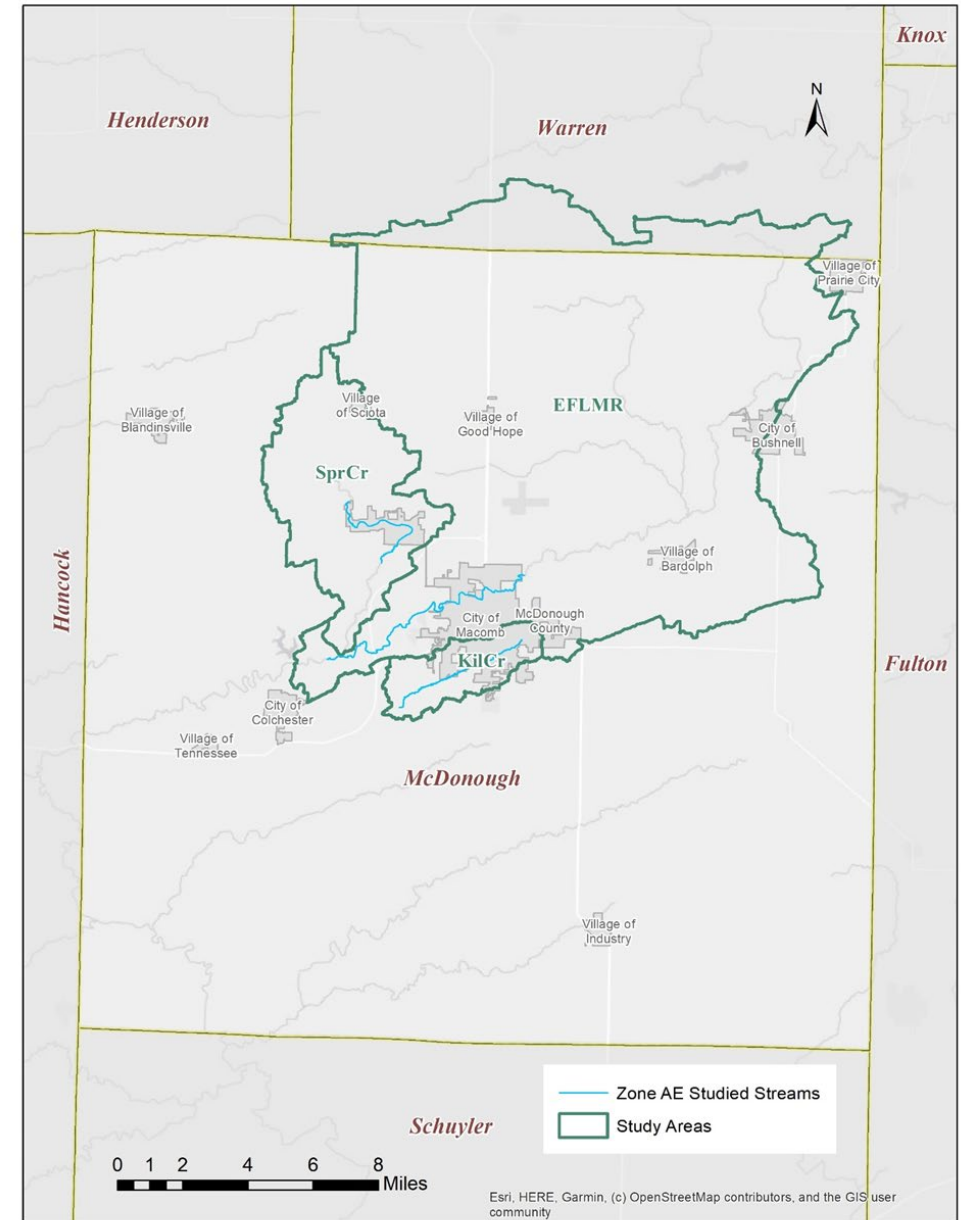 Knox
N
Henderson
Warren
Village of
Prairie City
Village
of Sciota
EFLMR
Village of
Blandinsville
Village of
Good Hope
City of
Bushnell
SprCr
Village of
Bardolph
Hancock
City of
Macomb
McDonough
County
KilCr
Fulton
City of
Colchester
Village of
Tennessee
McDonough
Village of
Industry
Zone AE Studied Streams
Study Areas
Schuyler
0 1 2 4 6 8
Miles
Esri, HERE, Garmin, (c) OpenStreetMap contributors, and the GIS user
community